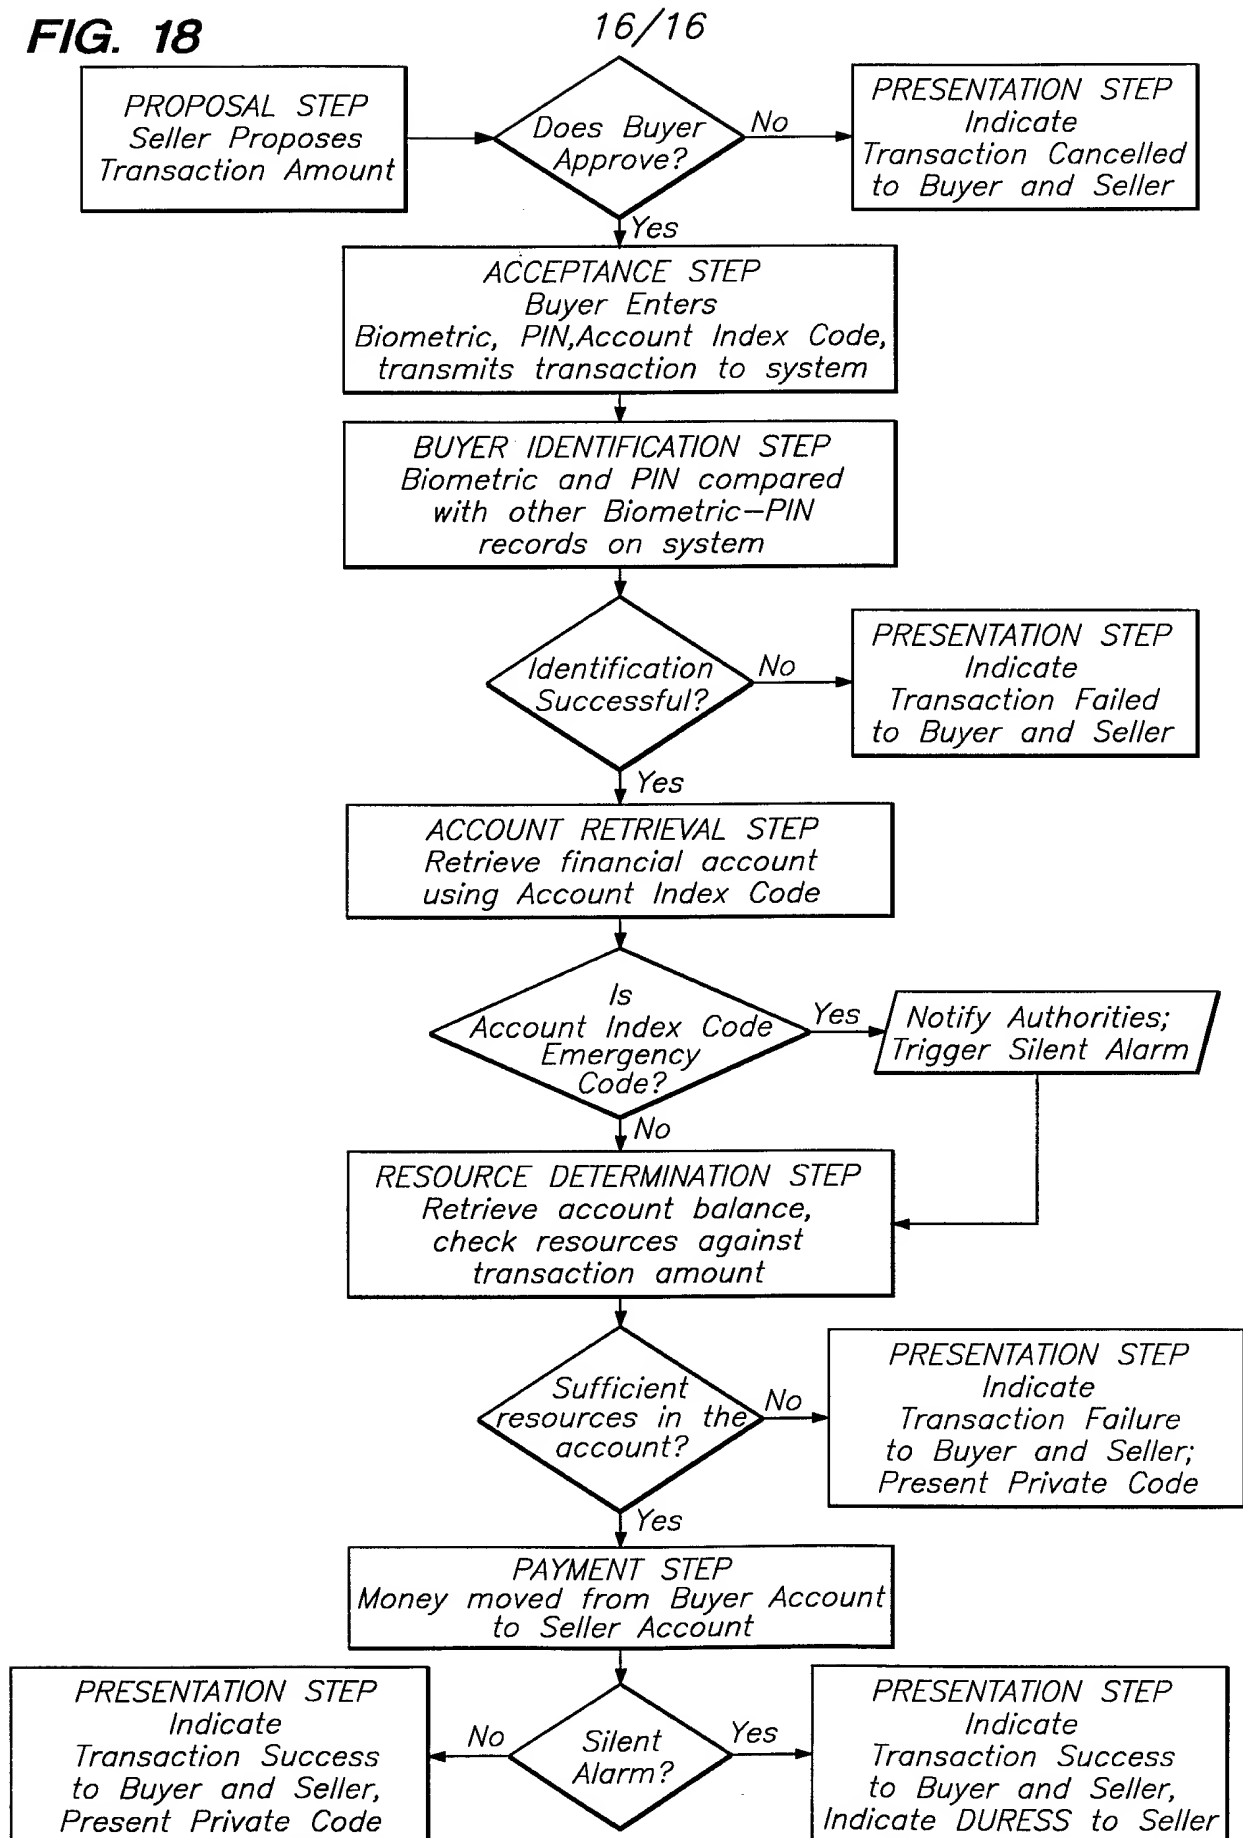 FIG. 18
16/16
PROPOSAL STEP
Seller Proposes
Transaction Amount
Does Buyer
Approve?
No
PRESENTATION STEP
Indicate
Transaction Cancelled
to Buyer and Seller
Yes
ACCEPTANCE STEP
Buyer Enters
Biometric, PIN,Account Index Code,
transmits transaction to system
BUYER IDENTIFICATION STEP
Biometric and PIN compared
with other Biometric–PIN
records on system
Identification
Successful?
No
PRESENTATION STEP
Indicate
Transaction Failed
to Buyer and Seller
Yes
ACCOUNT RETRIEVAL STEP
Retrieve financial account
using Account Index Code
Is
Account Index Code
Emergency
Code?
Yes
Notify Authorities;
Trigger Silent Alarm
No
RESOURCE DETERMINATION STEP
Retrieve account balance,
check resources against
transaction amount
Sufficient
resources in the
account?
No
PRESENTATION STEP
Indicate
Transaction Failure
to Buyer and Seller;
Present Private Code
Yes
PAYMENT STEP
Money moved from Buyer Account
to Seller Account
PRESENTATION STEP
Indicate
Transaction Success
to Buyer and Seller,
Present Private Code
No
Silent
Alarm?
Yes
PRESENTATION STEP
Indicate
Transaction Success
to Buyer and Seller,
Indicate DURESS to Seller